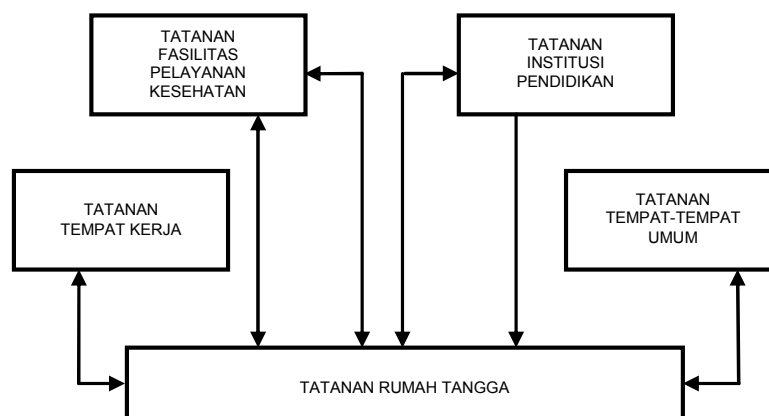 TATANAN
FASILITAS
PELAYANAN
KESEHATAN
TATANAN
INSTITUSI
PENDIDIKAN
TATANAN
TEMPAT KERJA
TATANAN
TEMPAT-TEMPAT
UMUM
TATANAN RUMAH TANGGA